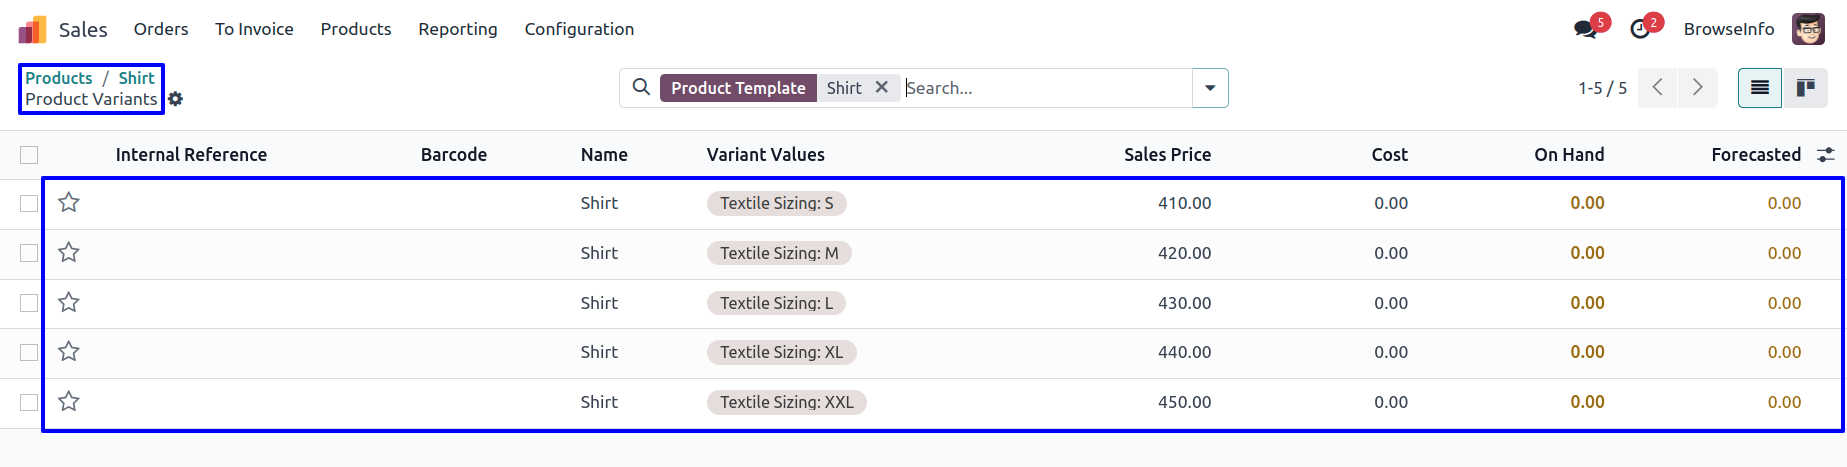 Sales Orders To Invoice Products Reporting Configuration 5 2 BrowseInfo
Products / Shirt
Product Variants
Product Template Shirt Search... 1-5 / 5
Internal Reference Barcode Name Variant Values Sales Price Cost On Hand Forecasted
Shirt Textile Sizing: S 410.00 0.00 0.00 0.00
Shirt Textile Sizing: M 420.00 0.00 0.00 0.00
Shirt Textile Sizing: L 430.00 0.00 0.00 0.00
Shirt Textile Sizing: XL 440.00 0.00 0.00 0.00
Shirt Textile Sizing: XXL 450.00 0.00 0.00 0.00